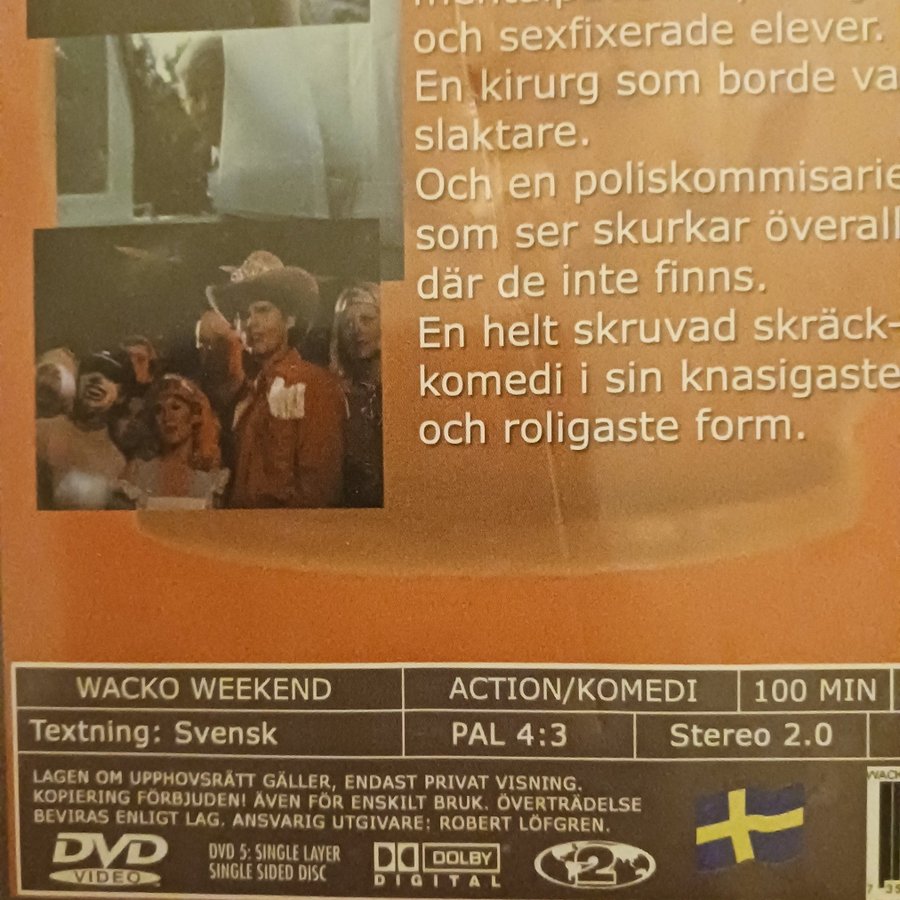 och sexfixerade elever.
En kirurg som borde
slaktare.
Och en poliskommisarie
som ser skurkar överall
där de inte finns.
En helt skruvad skräck-
komedi i sin knasigaste
och roligaste form.
WACKO WEEKEND ACTION/KOMEDI 100 MIN
Textning: Svensk PAL 4:3 Stereo 2.0
LAGEN OM UPPHOVSRÄTT GÄLLER, ENDAST PRIVAT VISNING.
KOPIERING FÖRBJUDEN! ÄVEN FÖR ENSKILT BRUK. ÖVERTRÄDELSE
BEVIRAS ENLIGT LAG. ANSVARIG UTGIVARE: ROBERT LÖFGREN.
DVD VIDEO
DVD 5: SINGLE LAYER
SINGLE SIDED DISC
DOLBY
DIGITAL
2
WACK
7 35